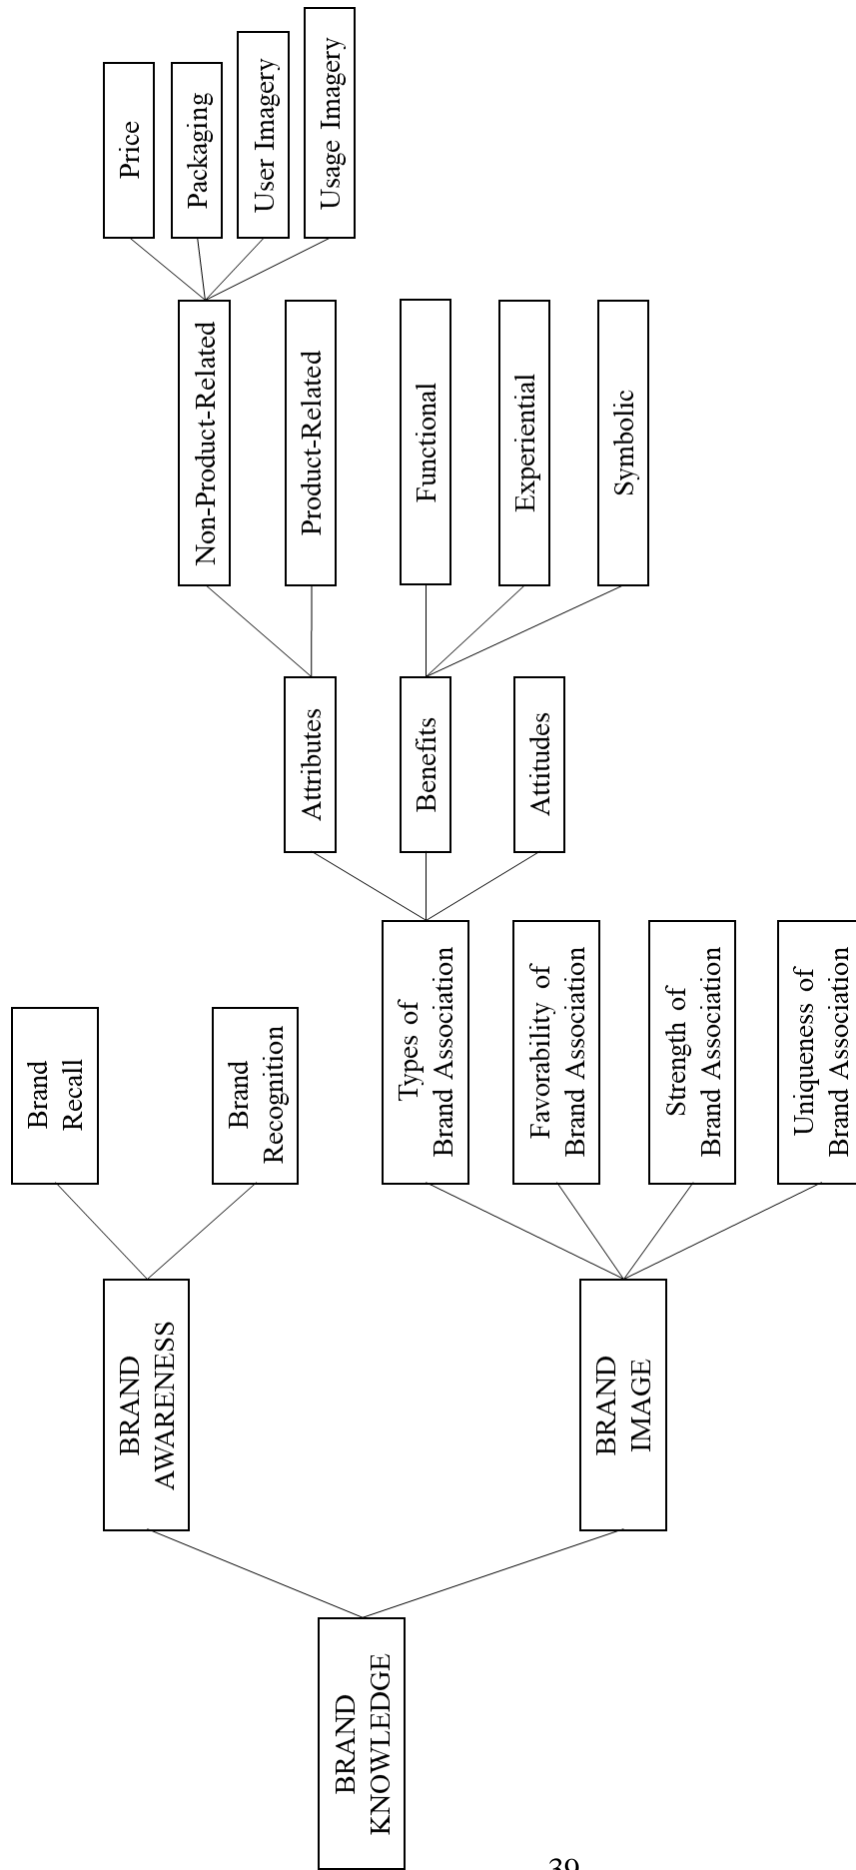 BRAND
KNOWLEDGE
BRAND
AWARENESS
BRAND
IMAGE
Brand
Recall
Brand
Recognition
Types of
Brand Association
Favorability of
Brand Association
Strength of
Brand Association
Uniqueness of
Brand Association
Attributes
Benefits
Attitudes
Non-Product-Related
Product-Related
Functional
Experiential
Symbolic
Price
Packaging
User Imagery
Usage Imagery
39